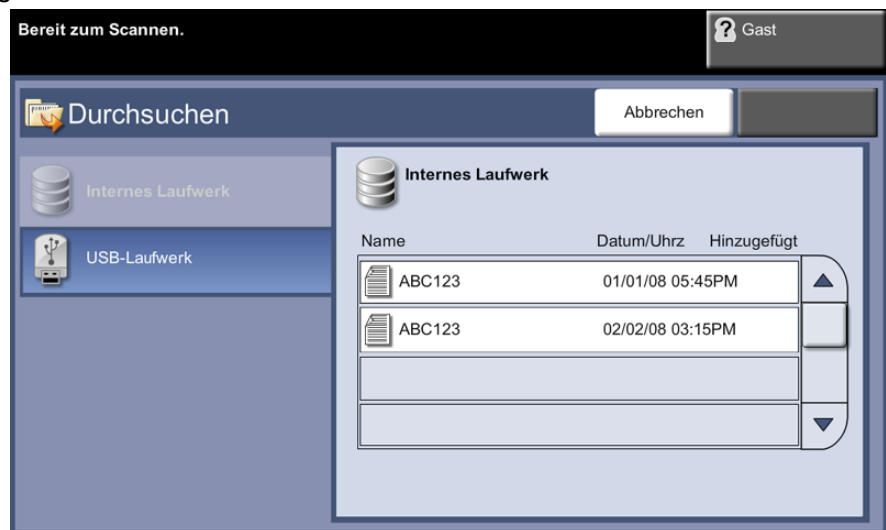 Bereit zum Scannen.
Gast
Durchsuchen
Abbrechen
Internes Laufwerk
USB-Laufwerk
Internes Laufwerk
Name Datum/Uhrz Hinzugefügt
ABC123 01/01/08 05:45PM
ABC123 02/02/08 03:15PM